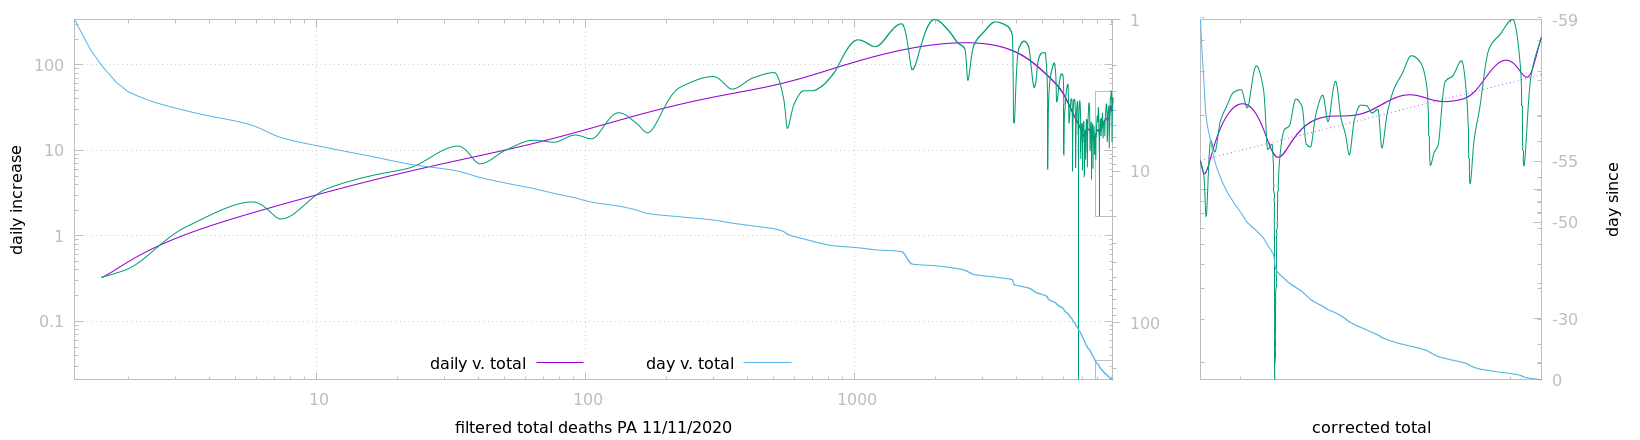 100
10
1
0.1
daily increase
10
100
1000
filtered total deaths PA 11/11/2020
daily v. total
day v. total
1
10
100
-59
-55
-50
-30
0
day since
corrected total